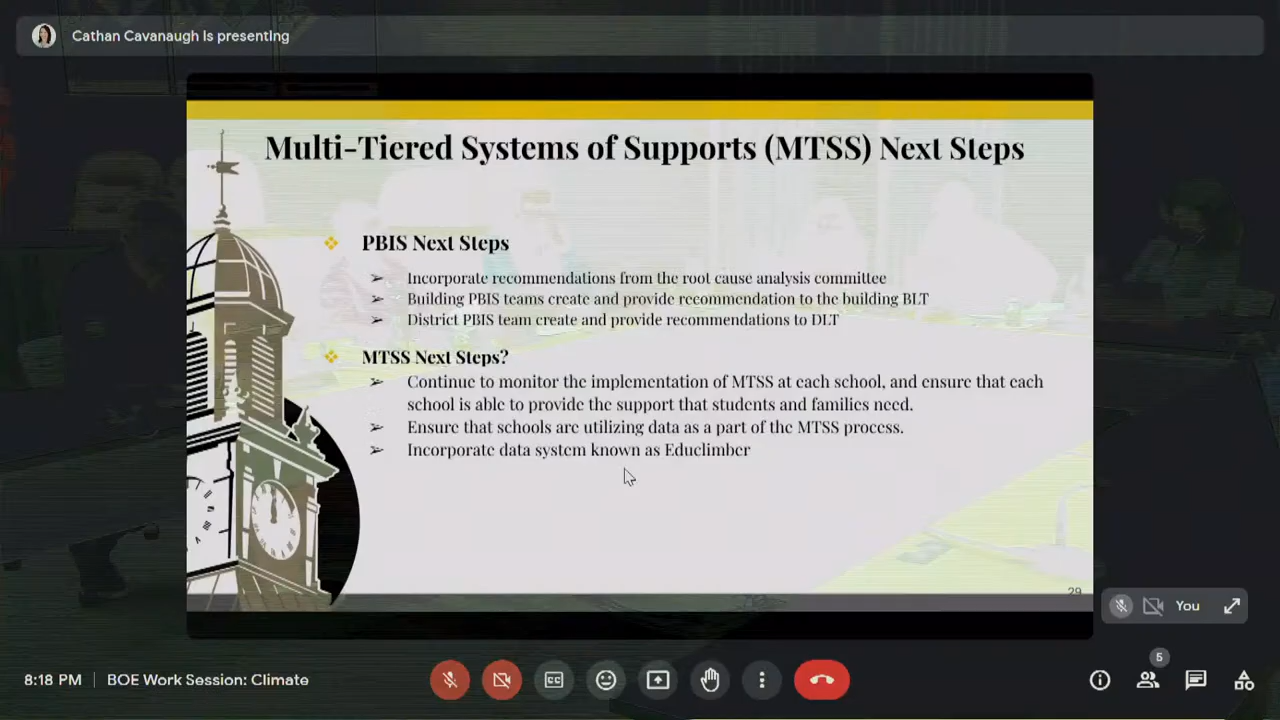 Cathan Cavanaugh is presenting
Multi-Tiered Systems of Supports (MTSS) Next Steps
PBIS Next Steps
Incorporate recommendations from the root cause analysis committee
Building PBIS teams create and provide recommendation to the building BLT
District PBIS team create and provide recommendations to DLT
MTSS Next Steps?
Continue to monitor the implementation of MTSS at each school, and ensure that each
school is able to provide the support that students and families need.
Ensure that schools are utilizing data as a part of the MTSS process.
Incorporate data system known as Educlimber
29
You
5
8:18 PM | BOE Work Session: Climate